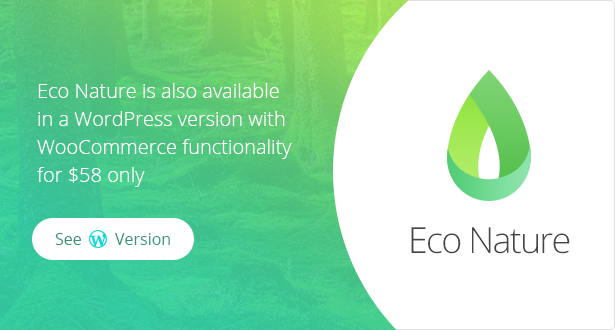 Eco Nature is also available
in a WordPress version with
WooCommerce functionality
for $58 only
See W Version
Eco Nature